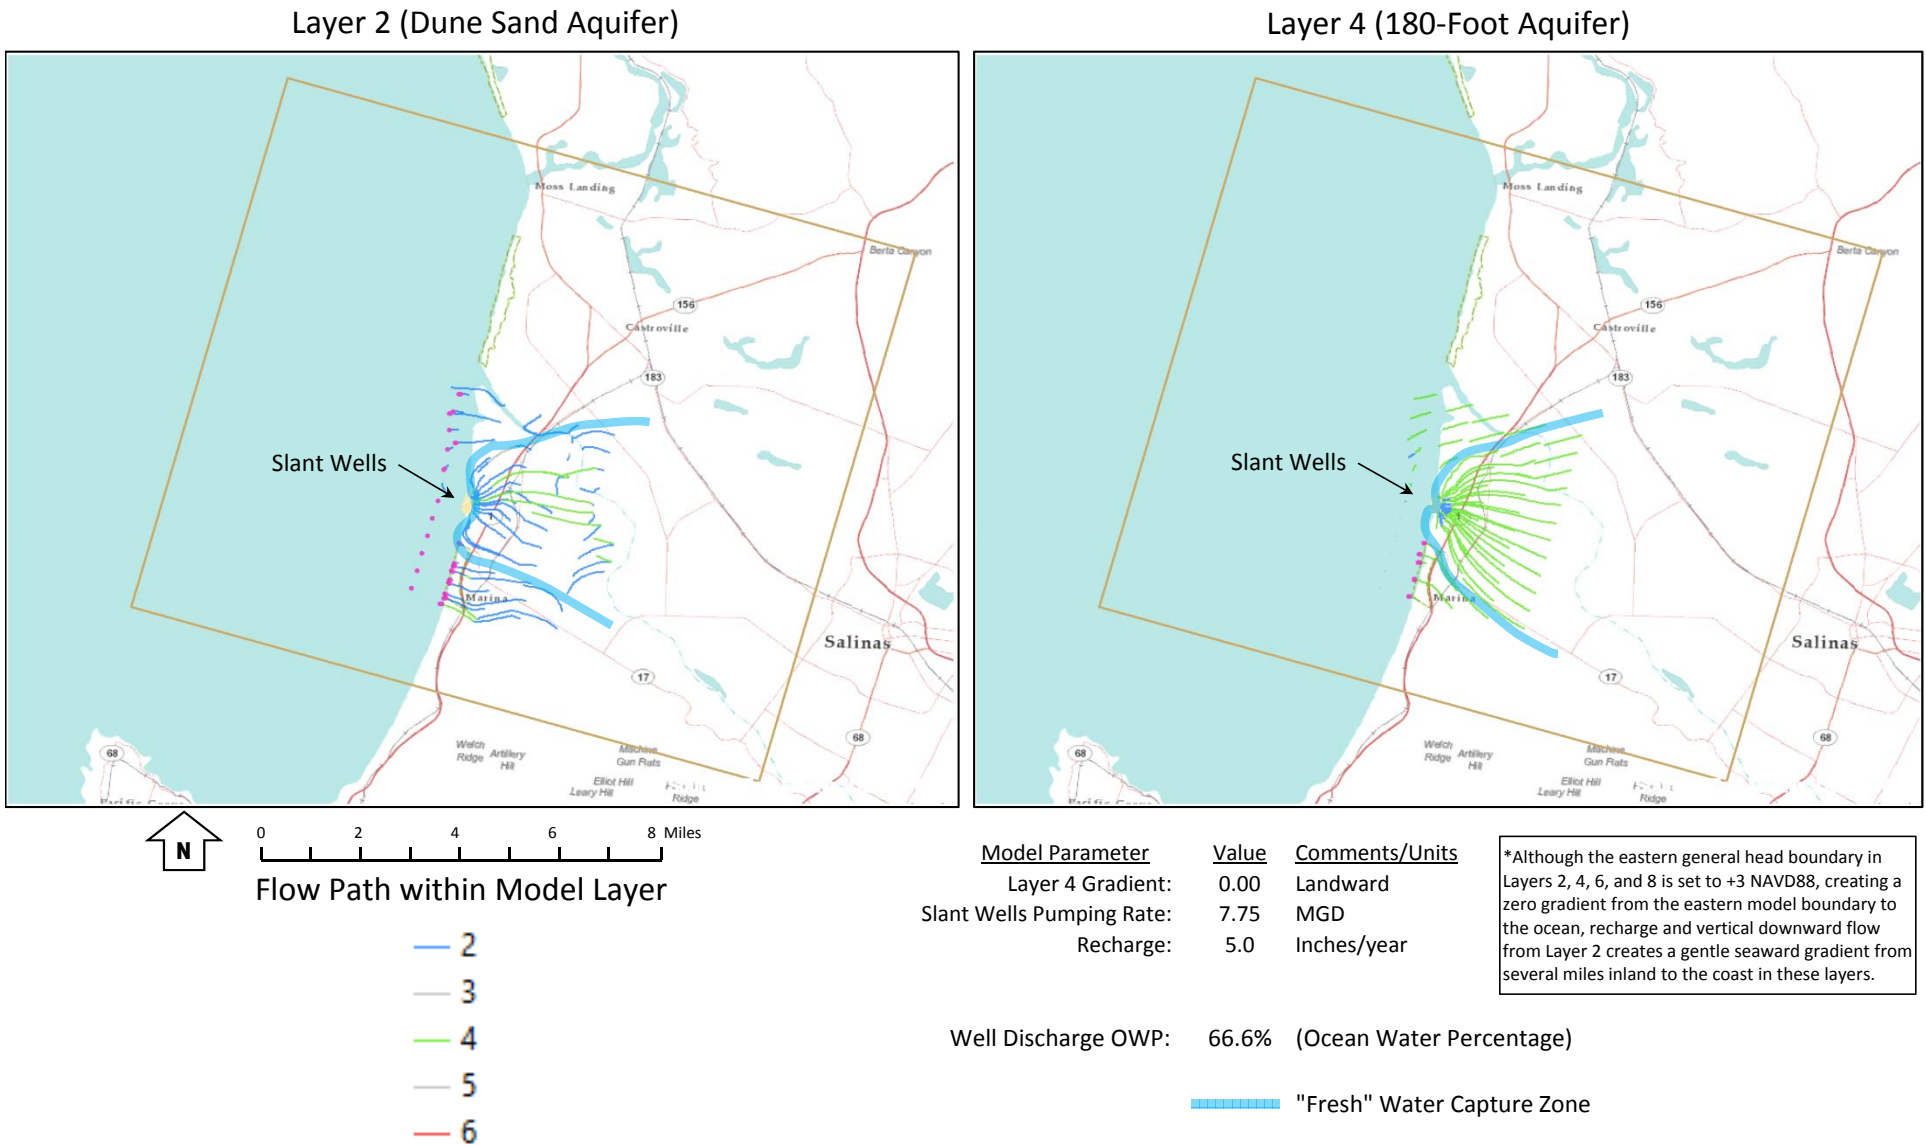 Layer 2 (Dune Sand Aquifer)
Moss Landing
Berta Canyon
156
Castroville
183
Slant Wells
1
Marina
Salinas
17
68
68
Welch
Ridge
Artillery
Hill
Machine
Gun Flats
Elliot Hill
Leary Hill
Ridge
Layer 4 (180-Foot Aquifer)
Moss Landing
Berta Canyon
156
Castroville
183
Slant Wells
1
Marina
Salinas
17
68
68
Welch
Ridge
Artillery
Hill
Machine
Gun Flats
Elliot Hill
Leary Hill
Ridge
N
0 2 4 6 8 Miles
Flow Path within Model Layer
2
3
4
5
6
Model Parameter Value Comments/Units
Layer 4 Gradient: 0.00 Landward
Slant Wells Pumping Rate: 7.75 MGD
Recharge: 5.0 Inches/year
Well Discharge OWP: 66.6% (Ocean Water Percentage)
"Fresh" Water Capture Zone
*Although the eastern general head boundary in
Layers 2, 4, 6, and 8 is set to +3 NAVD88, creating a
zero gradient from the eastern model boundary to
the ocean, recharge and vertical downward flow
from Layer 2 creates a gentle seaward gradient from
several miles inland to the coast in these layers.